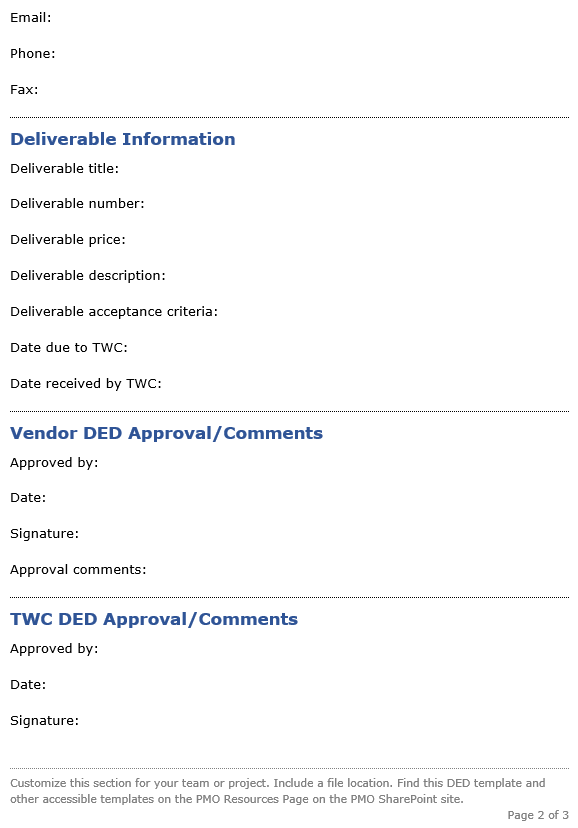 Email:
Phone:
Fax:
Deliverable Information
Deliverable title:
Deliverable number:
Deliverable price:
Deliverable description:
Deliverable acceptance criteria:
Date due to TWC:
Date received by TWC:
Vendor DED Approval/Comments
Approved by:
Date:
Signature:
Approval comments:
TWC DED Approval/Comments
Approved by:
Date:
Signature:
Customize this section for your team or project. Include a file location. Find this DED template and
other accessible templates on the PMO Resources Page on the PMO SharePoint site.
Page 2 of 3